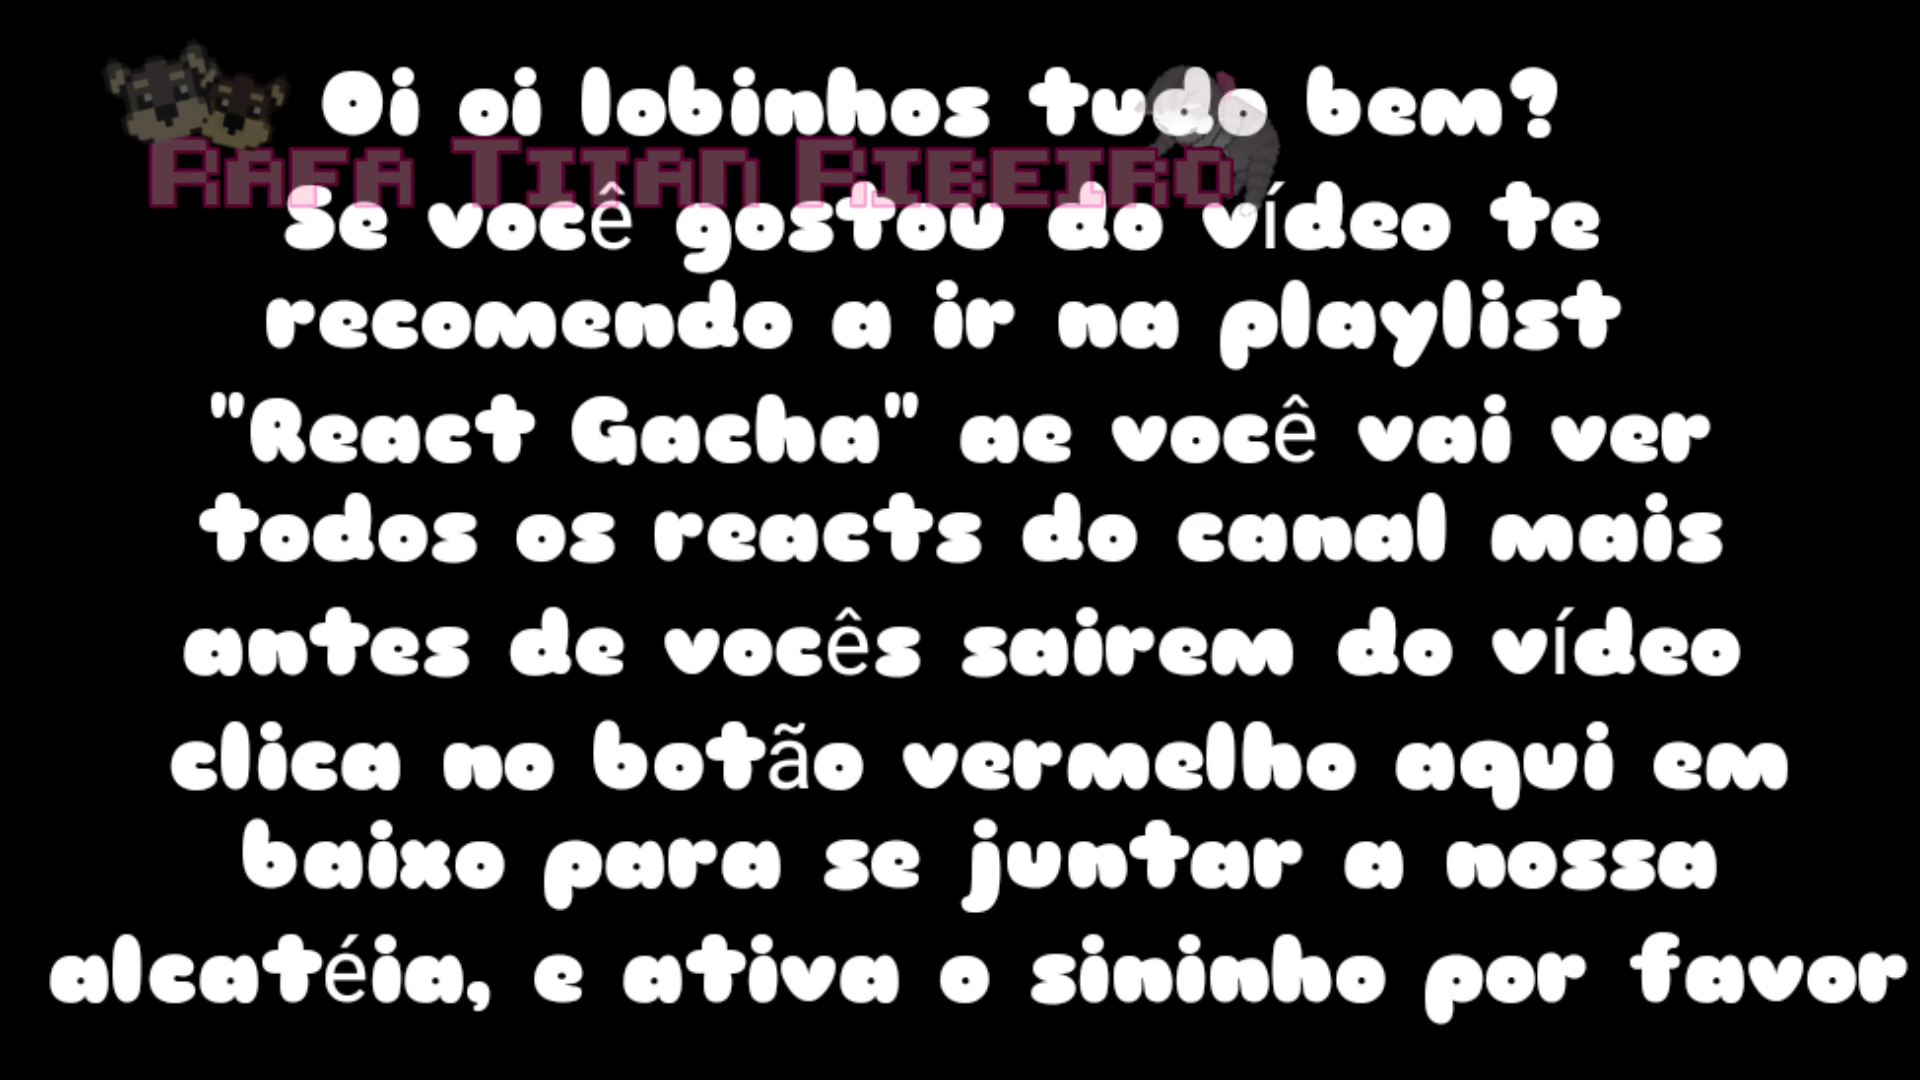 Oi oi lobinhos tudo bem?
Rafa Titan Ribeiro
Se você gostou do vídeo te
recomendo a ir na playlist
"React Gacha" ae você vai ver
todos os reacts do canal mais
antes de vocês sairem do vídeo
clica no botão vermelho aqui em
baixo para se juntar a nossa
alcatéia, e ativa o sininho por favor